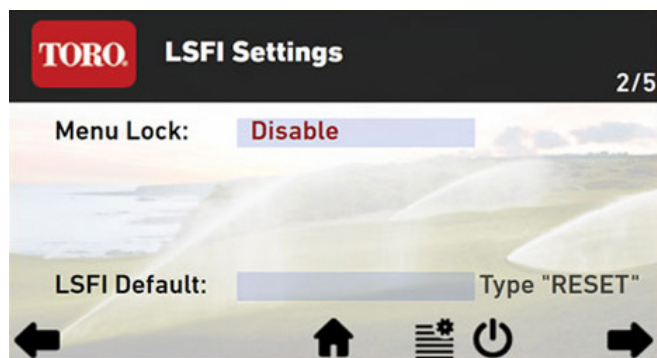 TORO.
LSFI Settings
2/5
Menu Lock: Disable
LSFI Default: Type "RESET"